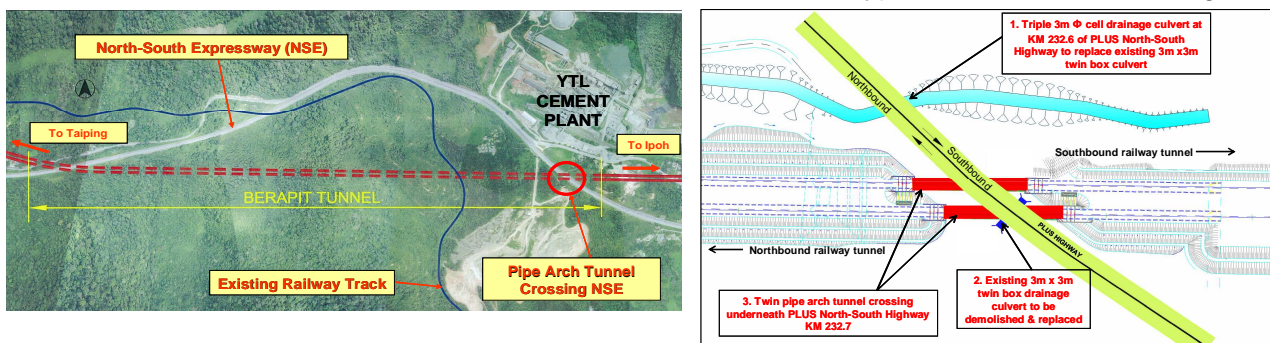 North-South Expressway (NSE)
YTL
CEMENT
PLANT
To Taiping
To Ipoh
BERAPIT TUNNEL
Existing Railway Track
Pipe Arch Tunnel
Crossing NSE
1. Triple 3m Φ cell drainage culvert at
KM 232.6 of PLUS North-South
Highway to replace existing 3m x3m
twin box culvert
Northbound
Southbound
Southbound railway tunnel
PLUS HIGHWAY
Northbound railway tunnel
3. Twin pipe arch tunnel crossing
underneath PLUS North-South Highway
KM 232.7
2. Existing 3m x 3m
twin box drainage
culvert to be
demolished & replaced